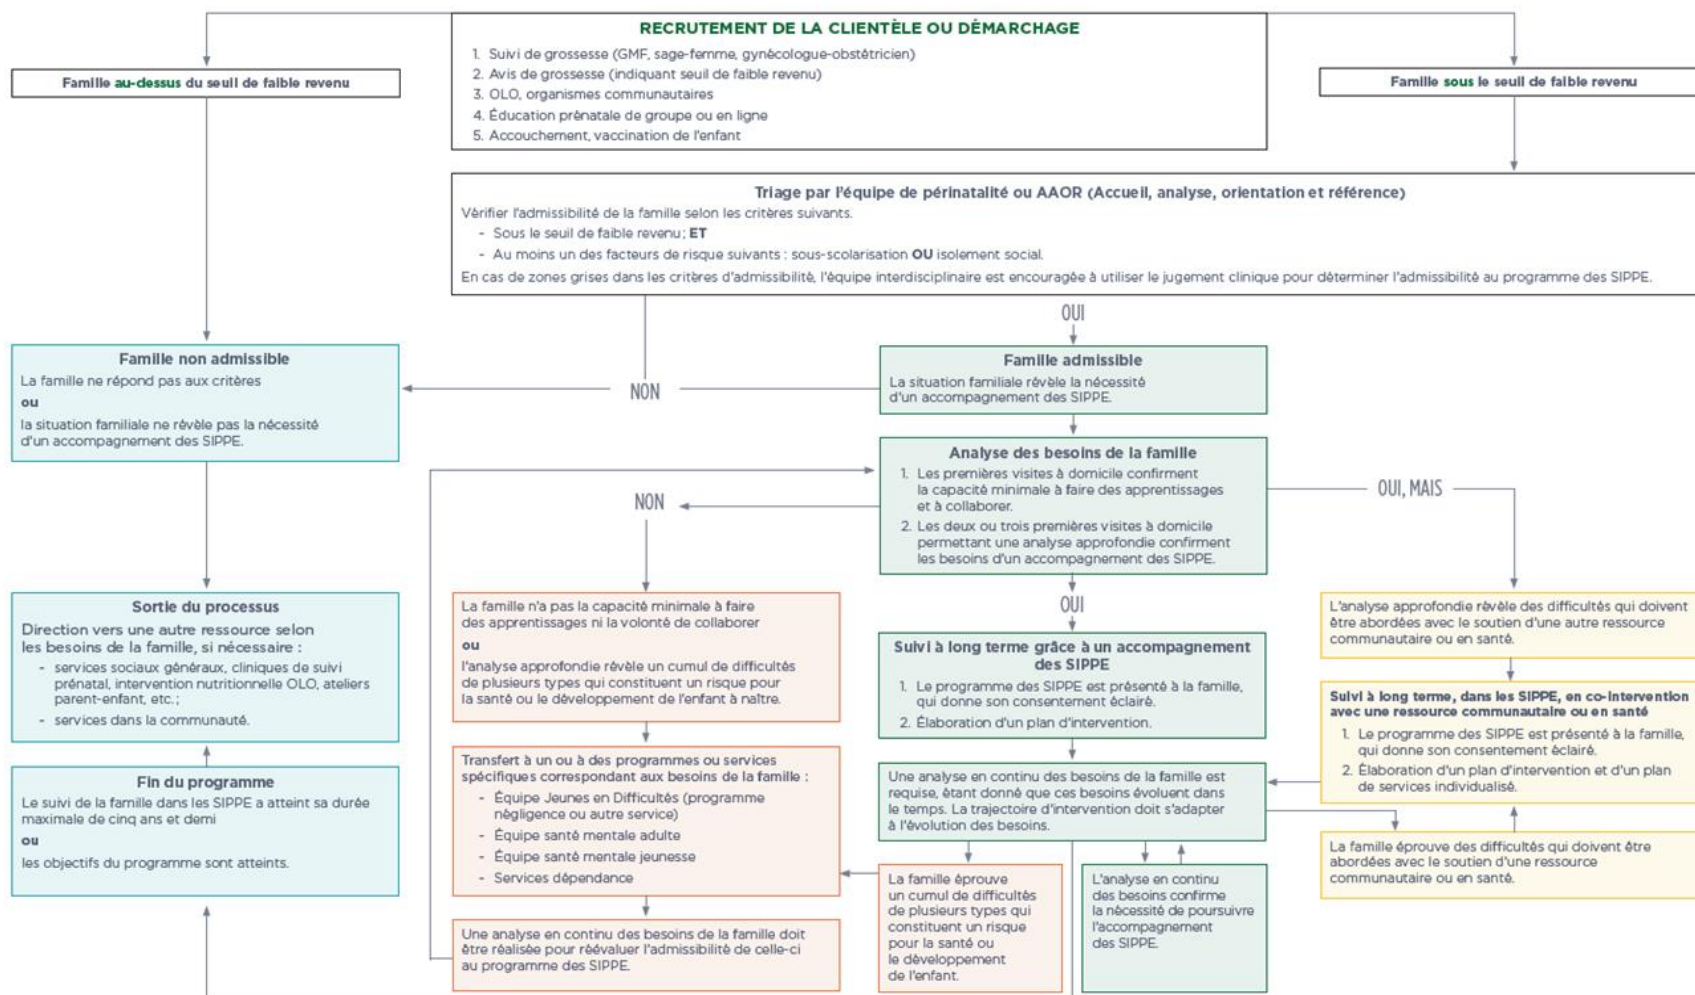 RECRUTEMENT DE LA CLIENTÈLE OU DÉMARCHAGE
1. Suivi de grossesse (GMF, sage-femme, gynécologue-obstétricien)
2. Avis de grossesse (indiquant seuil de faible revenu)
3. OLO, organismes communautaires
4. Éducation prénatale de groupe ou en ligne
5. Accouchement, vaccination de l'enfant
Famille au-dessus du seuil de faible revenu
Famille sous le seuil de faible revenu
Triage par l'équipe de périnatalité ou AAOR (Accueil, analyse, orientation et référence)
Vérifier l'admissibilité de la famille selon les critères suivants.
- Sous le seuil de faible revenu; ET
- Au moins un des facteurs de risque suivants : sous-scolarisation OU isolement social.
En cas de zones grises dans les critères d'admissibilité, l'équipe interdisciplinaire est encouragée à utiliser le jugement clinique pour déterminer l'admissibilité au programme des SIPPE.
OUI
NON
Famille non admissible
La famille ne répond pas aux critères
ou
la situation familiale ne révèle pas la nécessité
d'un accompagnement des SIPPE.
Famille admissible
La situation familiale révèle la nécessité
d'un accompagnement des SIPPE.
Analyse des besoins de la famille
1. Les premières visites à domicile confirment
la capacité minimale à faire des apprentissages
et à collaborer.
2. Les deux ou trois premières visites à domicile
permettant une analyse approfondie confirment
les besoins d'un accompagnement des SIPPE.
NON
OUI, MAIS
OUI
Sortie du processus
Direction vers une autre ressource selon
les besoins de la famille, si nécessaire :
- services sociaux généraux, cliniques de suivi
prénatal, intervention nutritionnelle OLO, ateliers
parent-enfant, etc.;
- services dans la communauté.
Fin du programme
Le suivi de la famille dans les SIPPE a atteint sa durée
maximale de cinq ans et demi
ou
les objectifs du programme sont atteints.
La famille n'a pas la capacité minimale à faire
des apprentissages ni la volonté de collaborer
ou
l'analyse approfondie révèle un cumul de difficultés
de plusieurs types qui constituent un risque pour
la santé ou le développement de l'enfant à naître.
Transfert à un ou à des programmes ou services
spécifiques correspondant aux besoins de la famille :
- Équipe Jeunes en Difficultés (programme
négligence ou autre service)
- Équipe santé mentale adulte
- Équipe santé mentale jeunesse
- Services dépendance
Une analyse en continu des besoins de la famille doit
être réalisée pour réévaluer l'admissibilité de celle-ci
au programme des SIPPE.
Suivi à long terme grâce à un accompagnement
des SIPPE
1. Le programme des SIPPE est présenté à la famille,
qui donne son consentement éclairé.
2. Élaboration d'un plan d'intervention.
Une analyse en continu des besoins de la famille est
requise, étant donné que ces besoins évoluent dans
le temps. La trajectoire d'intervention doit s'adapter
à l'évolution des besoins.
La famille éprouve
un cumul de difficultés
de plusieurs types qui
constituent un risque
pour la santé ou
le développement
de l'enfant.
L'analyse en continu
des besoins confirme
la nécessité de poursuivre
l'accompagnement
des SIPPE.
L'analyse approfondie révèle des difficultés qui doivent
être abordées avec le soutien d'une autre ressource
communautaire ou en santé.
Suivi à long terme, dans les SIPPE, en co-intervention
avec une ressource communautaire ou en santé
1. Le programme des SIPPE est présenté à la famille,
qui donne son consentement éclairé.
2. Élaboration d'un plan d'intervention et d'un plan
de services individualisé.
La famille éprouve des difficultés qui doivent être
abordées avec le soutien d'une ressource
communautaire ou en santé.